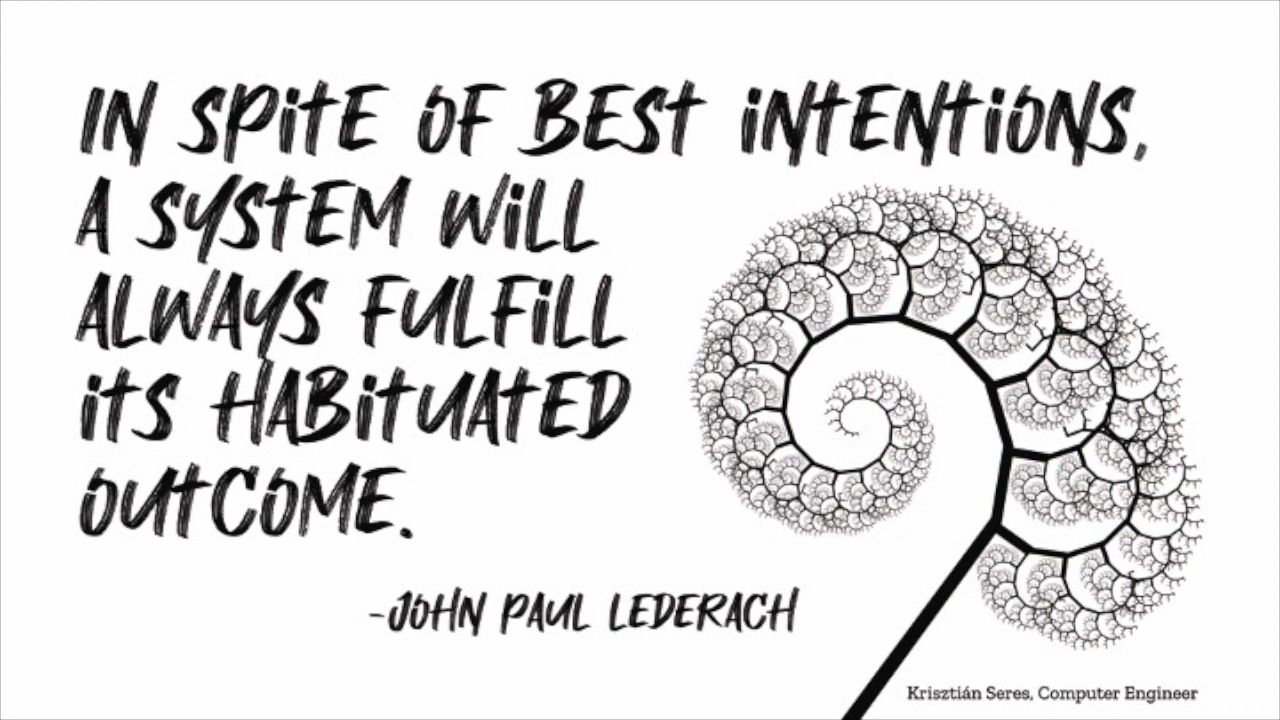 IN SPITE OF BEST INTENTIONS,
A SYSTEM WILL
ALWAYS FULFILL
ITS HABITUATED
OUTCOME.
-JOHN PAUL LEDERACH
Krisztián Seres, Computer Engineer